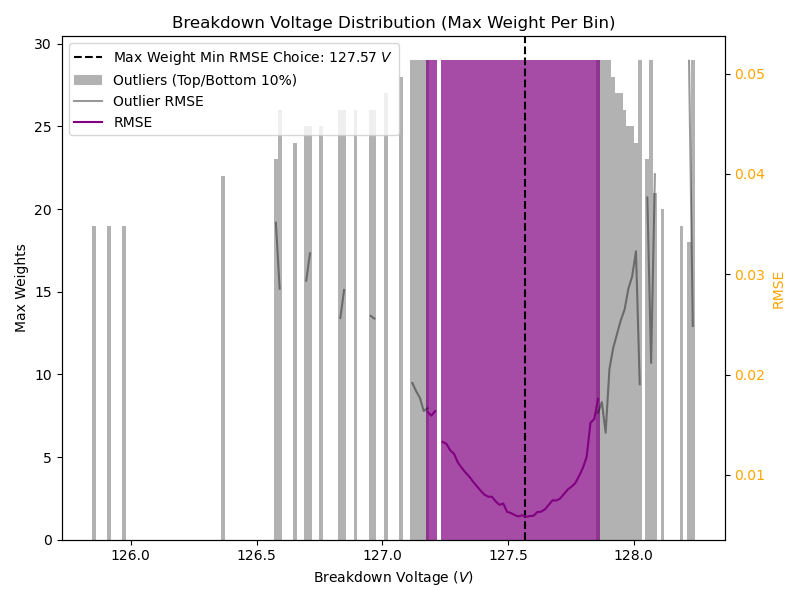 Breakdown Voltage Distribution (Max Weight Per Bin)
Max Weight Min RMSE Choice: 127.57 V
Outliers (Top/Bottom 10%)
Outlier RMSE
RMSE
30
25
20
15
10
5
0
Max Weights
0.05
0.04
0.03
0.02
0.01
RMSE
126.0 126.5 127.0 127.5 128.0
Breakdown Voltage (V)